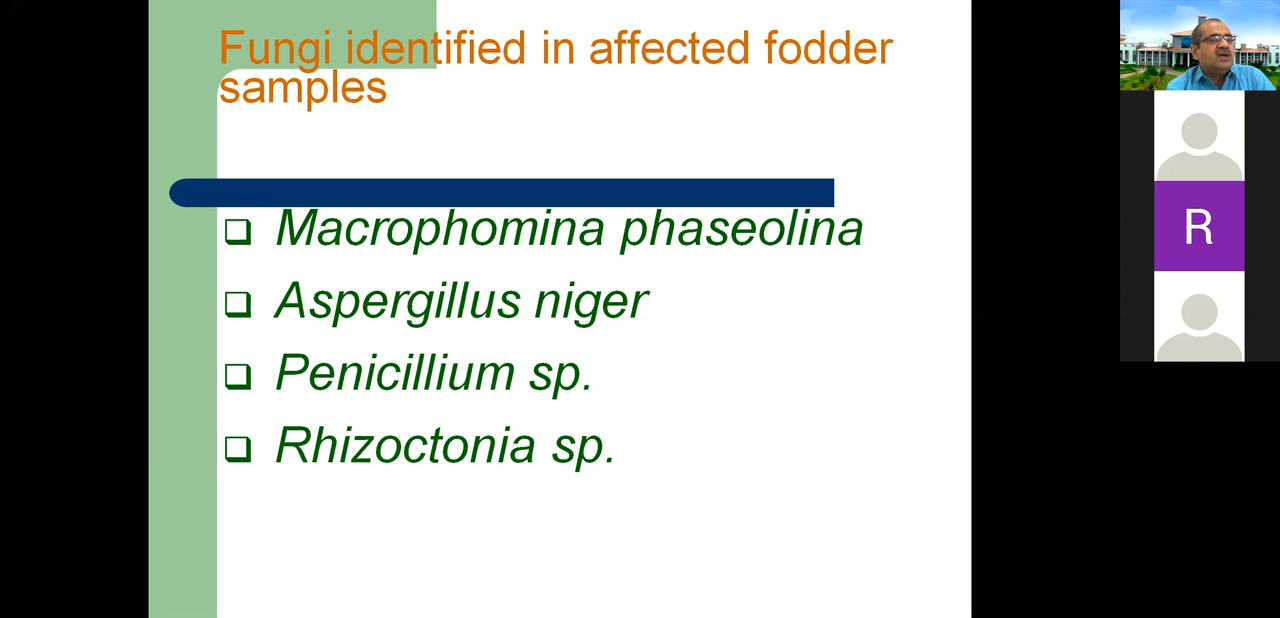 Fungi identified in affected fodder
samples
Macrophomina phaseolina
Aspergillus niger
Penicillium sp.
Rhizoctonia sp.
R